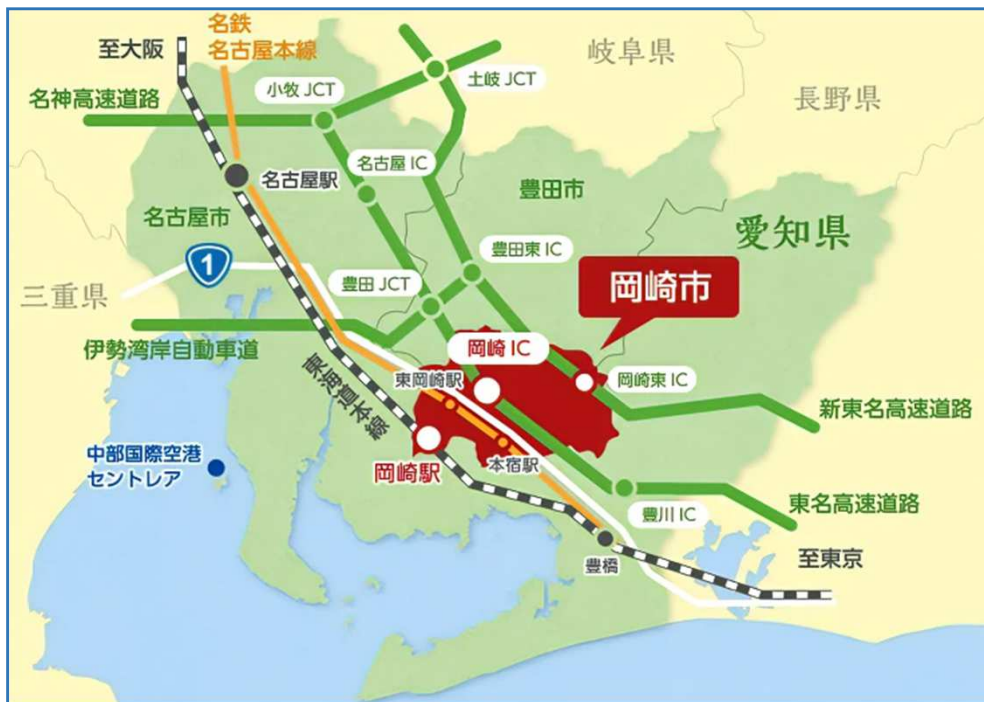 名鉄
名古屋本線
至大阪
岐阜県
小牧 JCT
土岐 JCT
長野県
名神高速道路
名古屋 IC
名古屋駅
豊田市
名古屋市
愛知県
豊田東 IC
1
豊田 JCT
岡崎市
三重県
伊勢湾岸自動車道
岡崎 IC
東岡崎駅
岡崎東 IC
東海道本線
新東名高速道路
中部国際空港
セントレア
岡崎駅
本宿駅
東名高速道路
豊川 IC
至東京
豊橋